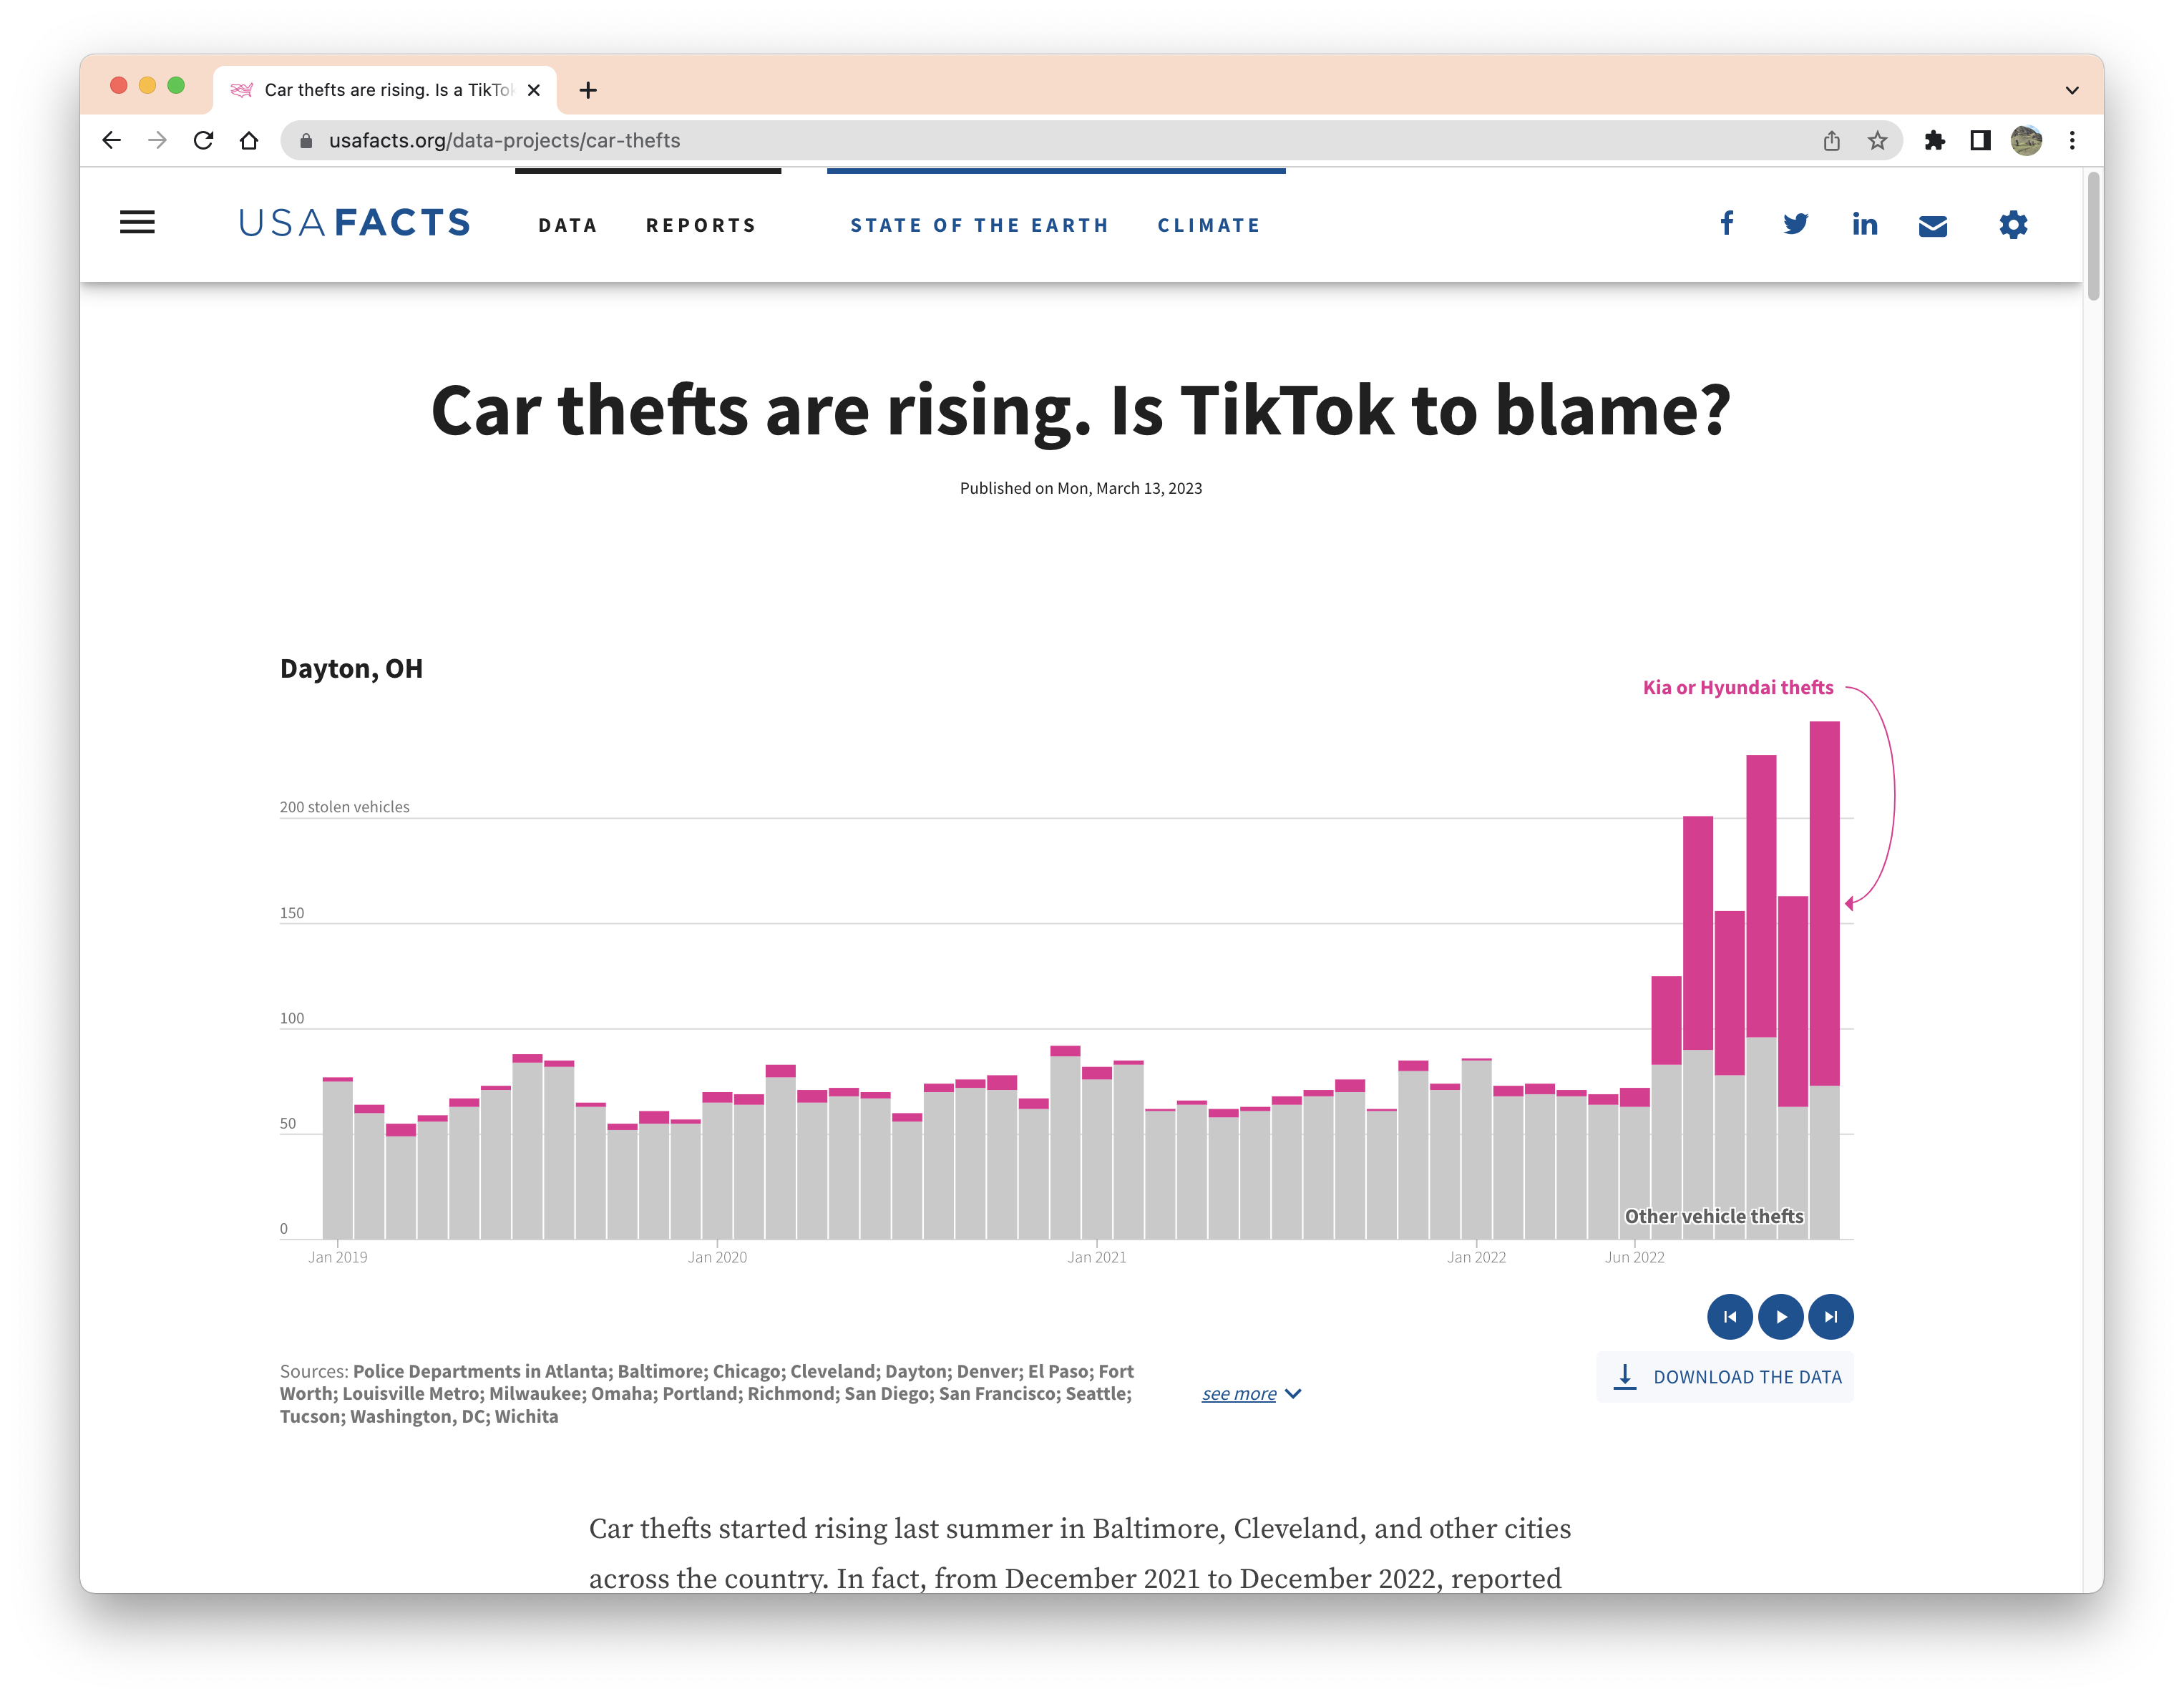 Car thefts are rising. Is a TikTo
usafacts.org/data-projects/car-thefts
USAFACTS
DATA
REPORTS
STATE OF THE EARTH
CLIMATE
Car thefts are rising. Is TikTok to blame?
Published on Mon, March 13, 2023
Dayton, OH
Kia or Hyundai thefts
200 stolen vehicles
150
100
50
0
Other vehicle thefts
Jan 2019
Jan 2020
Jan 2021
Jan 2022
Jun 2022
Sources: Police Departments in Atlanta; Baltimore; Chicago; Cleveland; Dayton; Denver; El Paso; Fort
Worth; Louisville Metro; Milwaukee; Omaha; Portland; Richmond; San Diego; San Francisco; Seattle;
Tucson; Washington, DC; Wichita
see more
DOWNLOAD THE DATA
Car thefts started rising last summer in Baltimore, Cleveland, and other cities
across the country. In fact, from December 2021 to December 2022, reported